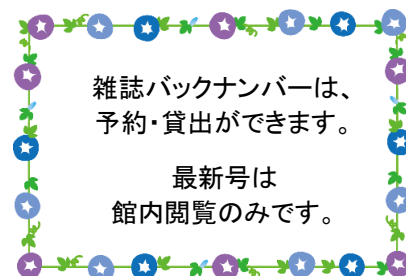 雑誌バックナンバーは、
予約・貸出ができます。
最新号は
館内閲覧のみです。